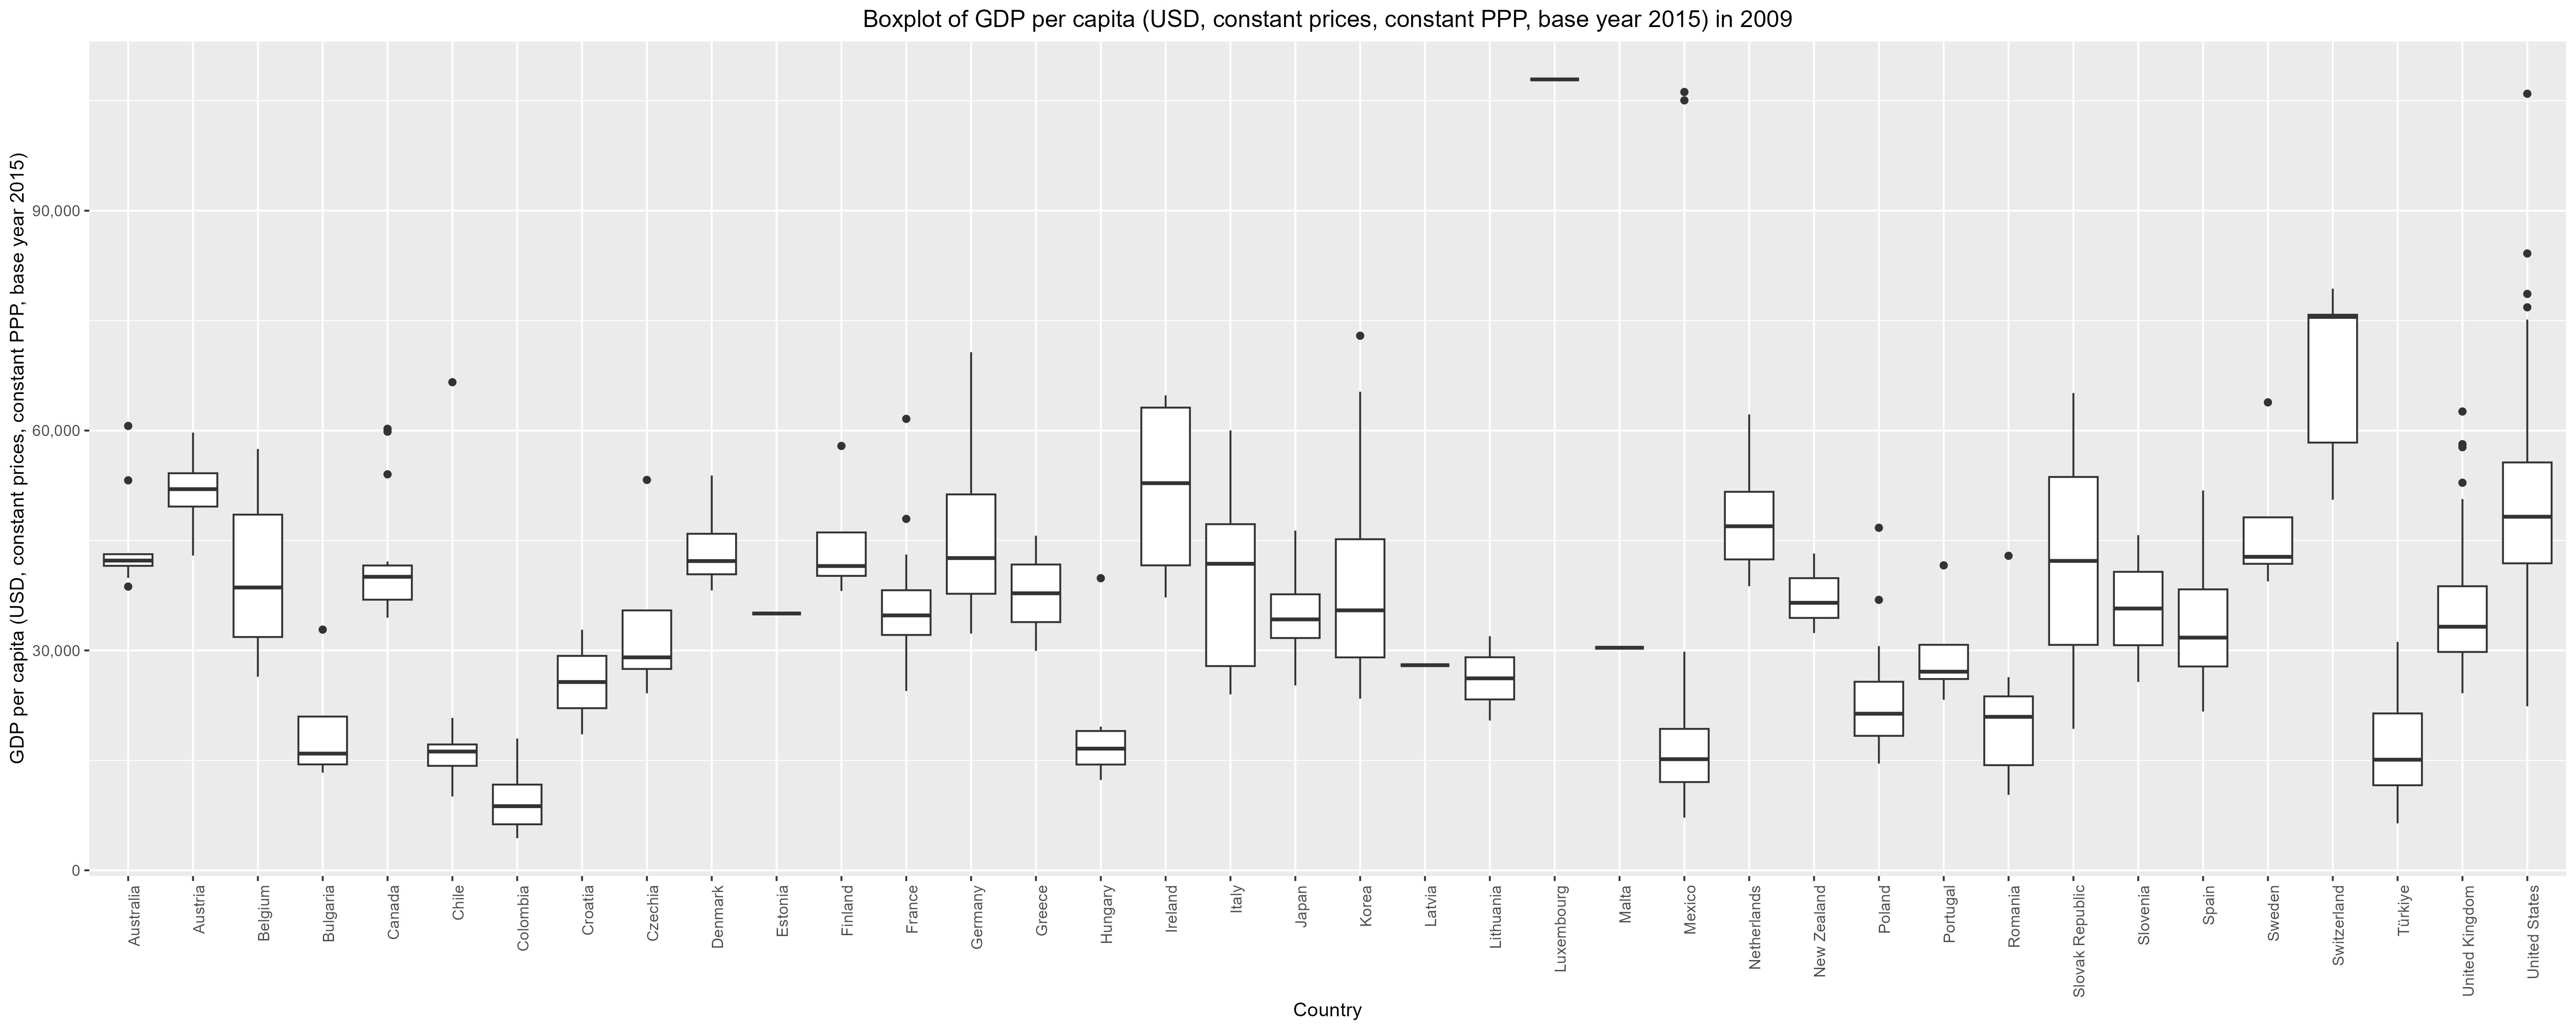 Boxplot of GDP per capita (USD, constant prices, constant PPP, base year 2015) in 2009
GDP per capita (USD, constant prices, constant PPP, base year 2015)
90,000
60,000
30,000
0
Australia
Austria
Belgium
Bulgaria
Canada
Chile
Colombia
Croatia
Czechia
Denmark
Estonia
Finland
France
Germany
Greece
Hungary
Ireland
Italy
Japan
Korea
Latvia
Lithuania
Luxembourg
Malta
Mexico
Netherlands
New Zealand
Poland
Portugal
Romania
Slovak Republic
Slovenia
Spain
Sweden
Switzerland
Türkiye
United Kingdom
United States
Country